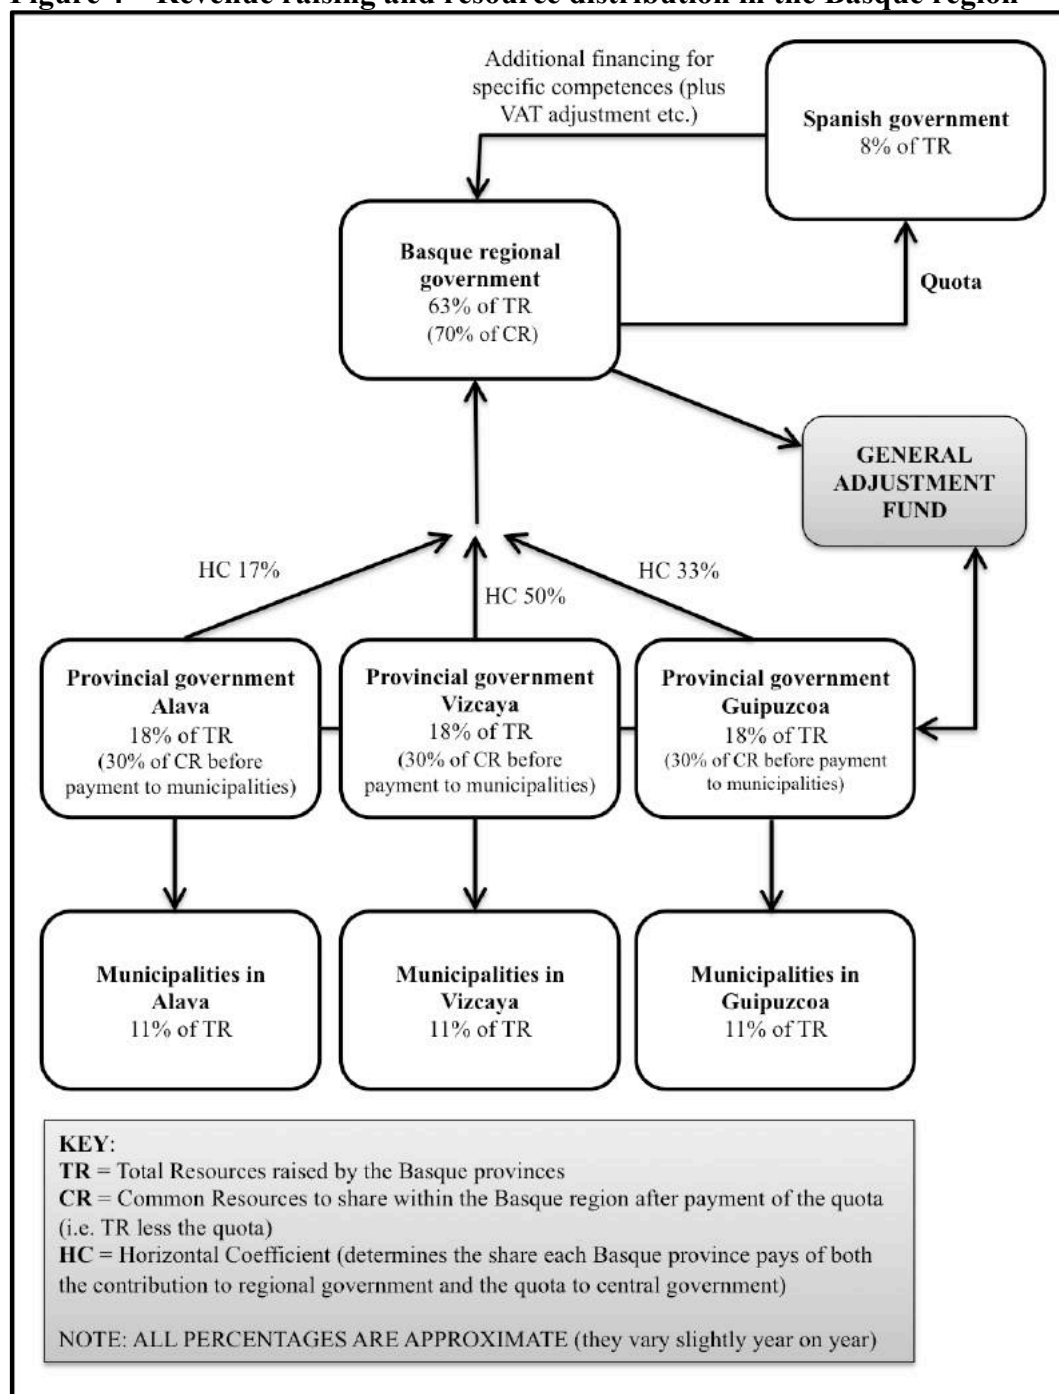 Figure 4 – Revenue raising and resource distribution in the Basque region
Additional financing for
specific competences (plus
VAT adjustment etc.)
Spanish government
8% of TR
Basque regional
government
63% of TR
(70% of CR)
Quota
GENERAL
ADJUSTMENT
FUND
HC 17%
HC 50%
HC 33%
Provincial government
Alava
18% of TR
(30% of CR before
payment to municipalities)
Provincial government
Vizcaya
18% of TR
(30% of CR before
payment to municipalities)
Provincial government
Guipuzcoa
18% of TR
(30% of CR before payment
to municipalities)
Municipalities in
Alava
11% of TR
Municipalities in
Vizcaya
11% of TR
Municipalities in
Guipuzcoa
11% of TR
KEY:
TR = Total Resources raised by the Basque provinces
CR = Common Resources to share within the Basque region after payment of the quota
(i.e. TR less the quota)
HC = Horizontal Coefficient (determines the share each Basque province pays of both
the contribution to regional government and the quota to central government)
NOTE: ALL PERCENTAGES ARE APPROXIMATE (they vary slightly year on year)